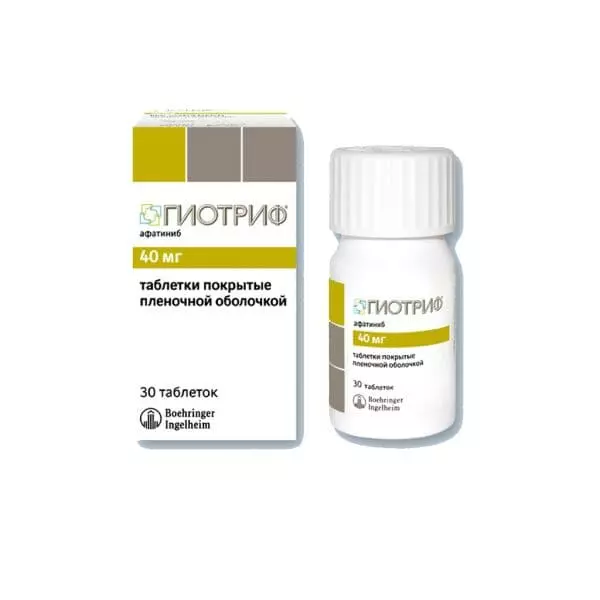 ГИОТРИФ®
афатиниб
40 мг
таблетки покрытые
пленочной оболочкой
30 таблеток
Boehringer
Ingelheim
ГИОТРИФ®
афатиниб
40 мг
таблетки покрытые
пленочной оболочкой
30 таблеток
Boehringer
Ingelheim